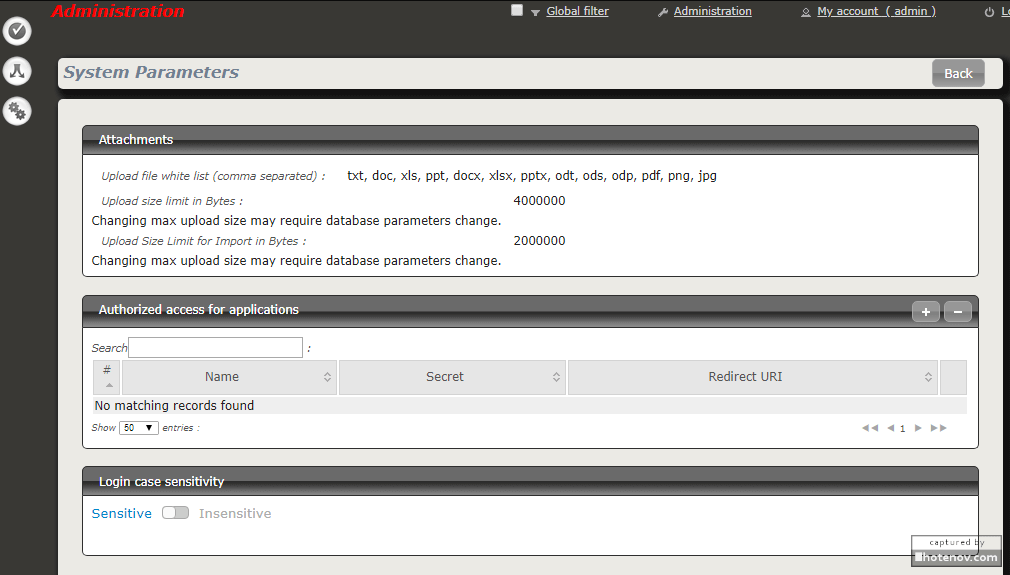 Administration
Global filter
Administration
My account ( admin )
System Parameters
Back
Attachments
Upload file white list (comma separated) : txt, doc, xls, ppt, docx, xlsx, pptx, odt, ods, odp, pdf, png, jpg
Upload size limit in Bytes : 4000000
Changing max upload size may require database parameters change.
Upload Size Limit for Import in Bytes : 2000000
Changing max upload size may require database parameters change.
Authorized access for applications
+ −
Search :
# Name Secret Redirect URI
No matching records found
Show 50 entries :
1
Login case sensitivity
Sensitive Insensitive
captured by
hotenov.com